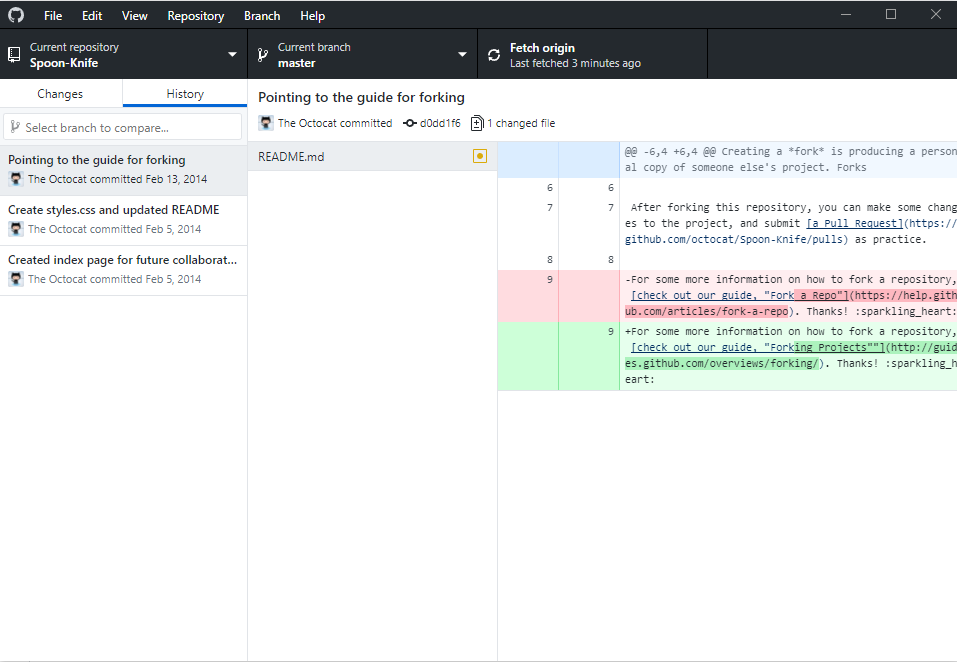 File Edit View Repository Branch Help
Current repository
Spoon-Knife
Current branch
master
Fetch origin
Last fetched 3 minutes ago
Changes
History
Select branch to compare...
Pointing to the guide for forking
The Octocat committed Feb 13, 2014
Create styles.css and updated README
The Octocat committed Feb 5, 2014
Created index page for future collaborat...
The Octocat committed Feb 5, 2014
Pointing to the guide for forking
The Octocat committed d0dd1f6 1 changed file
README.md
@@ -6,4 +6,4 @@ Creating a *fork* is producing a person
al copy of someone else's project. Forks
6 6
7 7 After forking this repository, you can make some chang
es to the project, and submit [a Pull Request](https://
github.com/octocat/Spoon-Knife/pulls) as practice.
8 8
9 -For some more information on how to fork a repository,
[check out our guide, "Fork a Repo"](https://help.gith
ub.com/articles/fork-a-repo). Thanks! :sparkling_heart:
9 +For some more information on how to fork a repository,
[check out our guide, "Forking Projects""](http://guid
es.github.com/overviews/forking/). Thanks! :sparkling_h
eart: